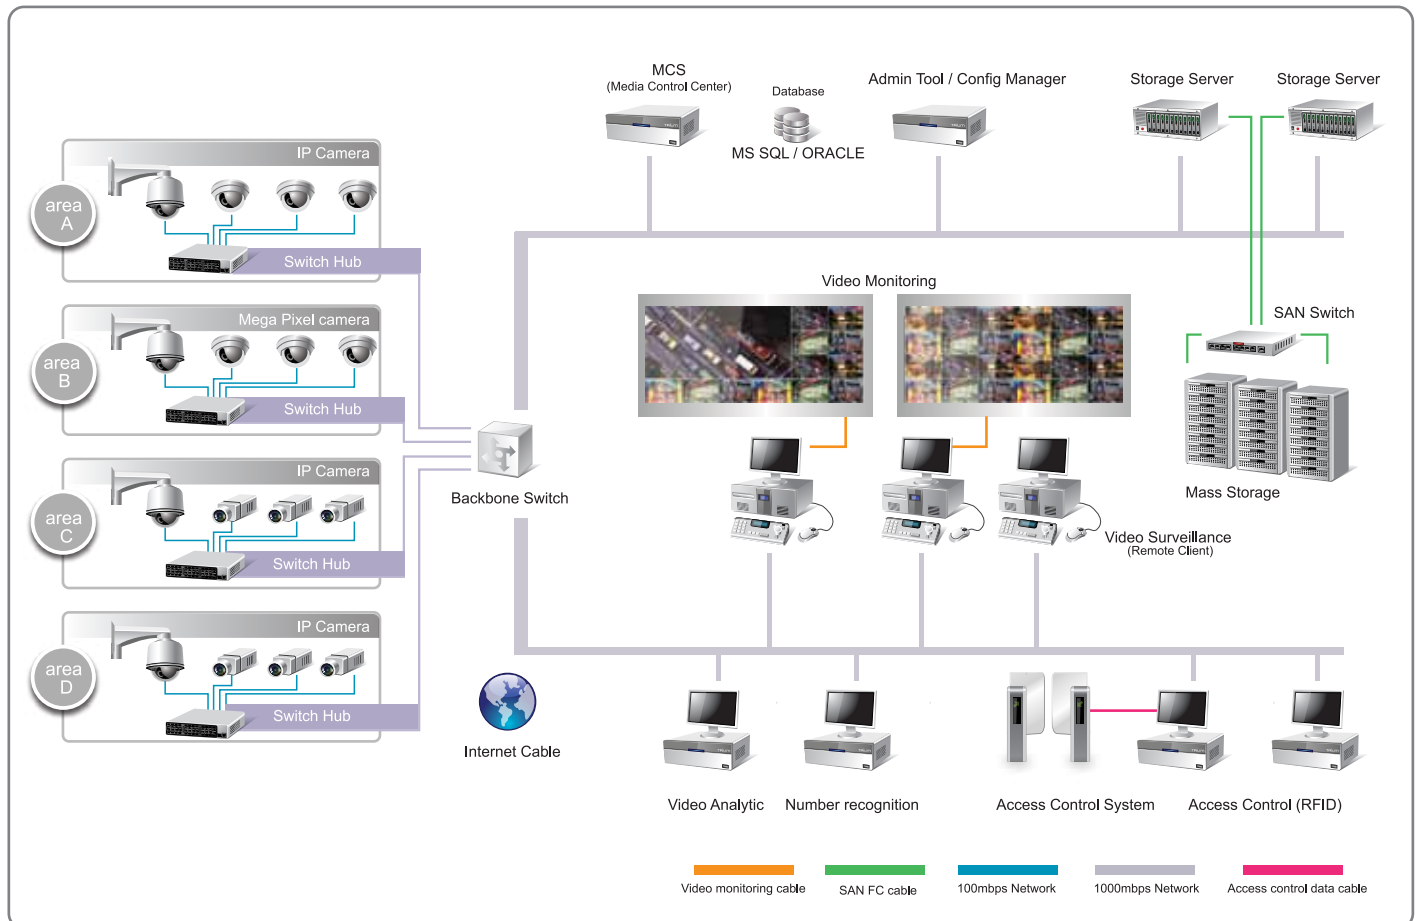 MCS
(Media Control Center)
Database
MS SQL / ORACLE
Admin Tool / Config Manager
Storage Server
Storage Server
IP Camera
area
A
Switch Hub
Mega Pixel camera
area
B
Switch Hub
IP Camera
area
C
Switch Hub
IP Camera
area
D
Switch Hub
Backbone Switch
Internet Cable
Video Monitoring
SAN Switch
Mass Storage
Video Surveillance
(Remote Client)
Video Analytic
Number recognition
Access Control System
Access Control (RFID)
Video monitoring cable
SAN FC cable
100mbps Network
1000mbps Network
Access control data cable